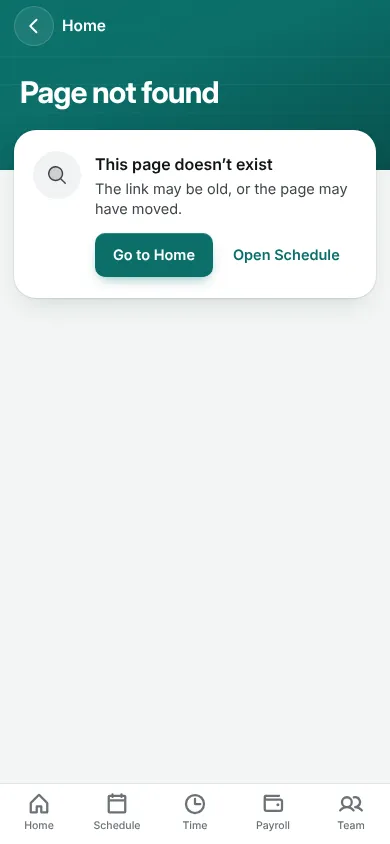 Home
Page not found
This page doesn’t exist
The link may be old, or the page may
have moved.
Go to Home
Open Schedule
Home
Schedule
Time
Payroll
Team